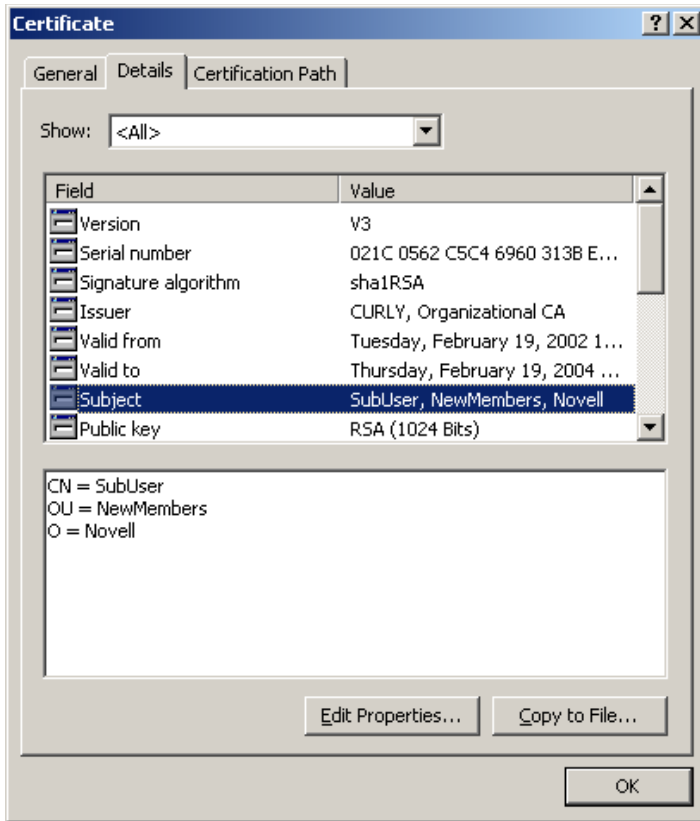 Certificate
General Details Certification Path
Show: <All>
Field Value
Version V3
Serial number 021C 0562 C5C4 6960 313B E...
Signature algorithm sha1RSA
Issuer CURLY, Organizational CA
Valid from Tuesday, February 19, 2002 1...
Valid to Thursday, February 19, 2004 ...
Subject SubUser, NewMembers, Novell
Public key RSA (1024 Bits)
CN = SubUser
OU = NewMembers
O = Novell
Edit Properties... Copy to File...
OK